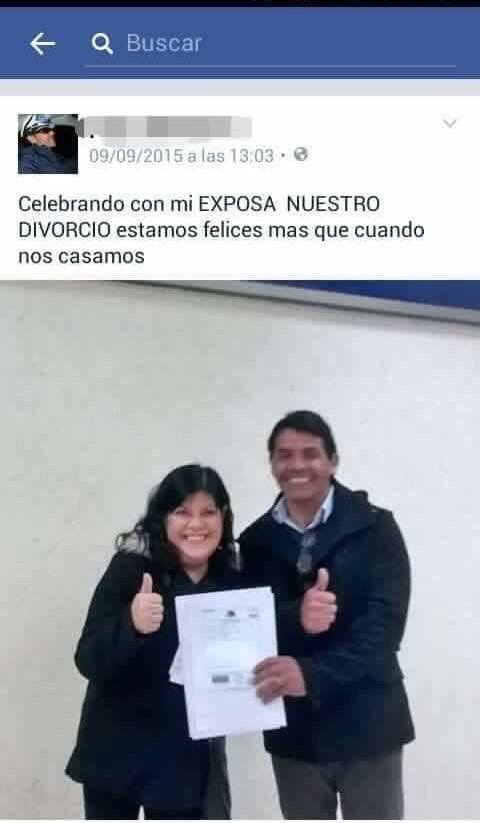 Buscar
09/09/2015 a las 13:03 •
Celebrando con mi EXPOSA NUESTRO
DIVORCIO estamos felices mas que cuando
nos casamos